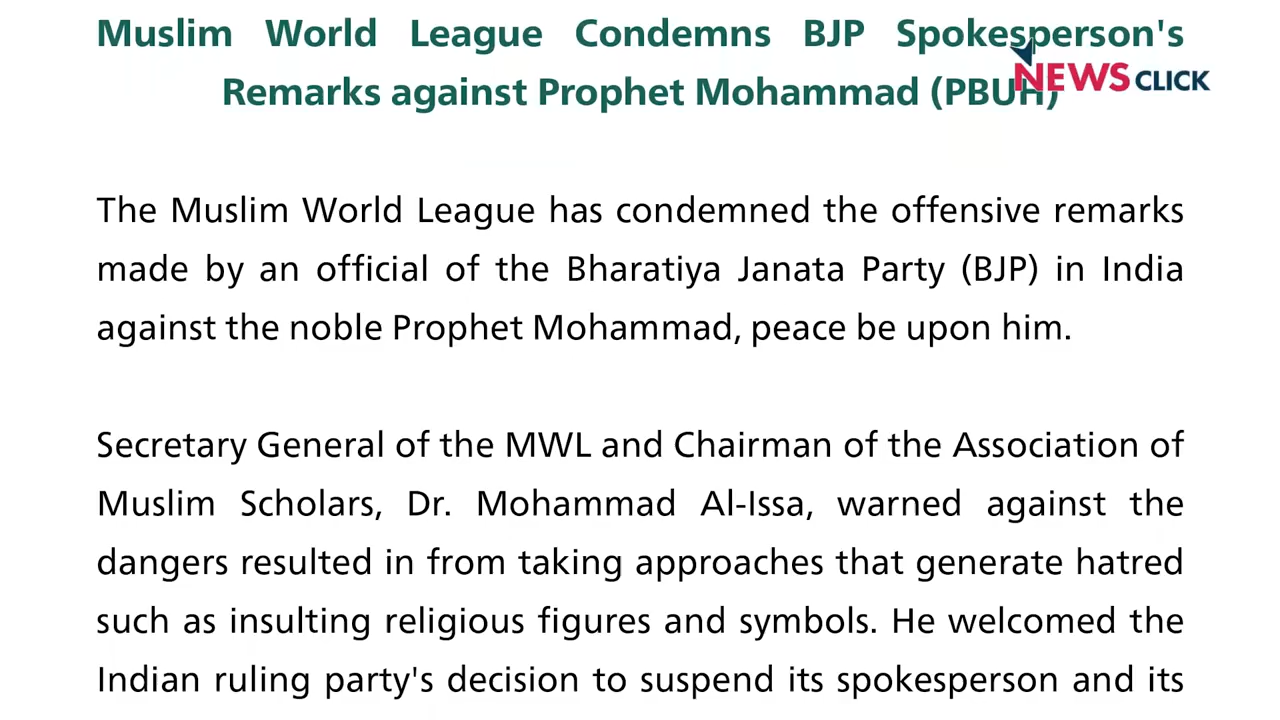 Muslim World League Condemns BJP Spokesperson's
Remarks against Prophet Mohammad (PBUH)
NEWSCLICK
The Muslim World League has condemned the offensive remarks
made by an official of the Bharatiya Janata Party (BJP) in India
against the noble Prophet Mohammad, peace be upon him.
Secretary General of the MWL and Chairman of the Association of
Muslim Scholars, Dr. Mohammad Al-Issa, warned against the
dangers resulted in from taking approaches that generate hatred
such as insulting religious figures and symbols. He welcomed the
Indian ruling party's decision to suspend its spokesperson and its